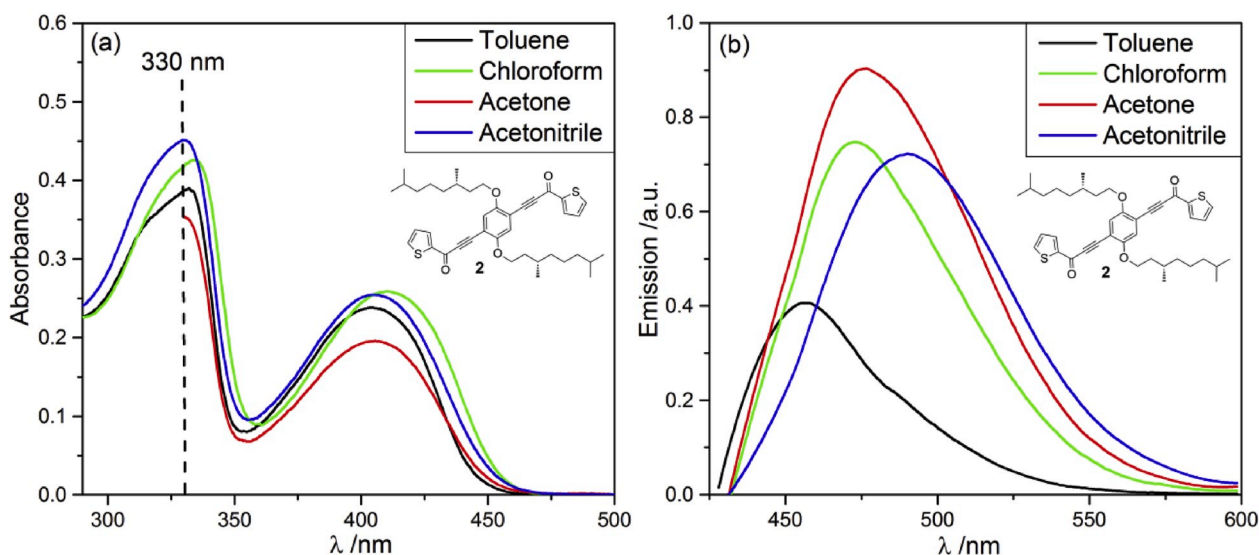 (a)
330 nm
Toluene
Chloroform
Acetone
Acetonitrile
Absorbance
0.6
0.5
0.4
0.3
0.2
0.1
0.0
300
350
400
450
500
λ /nm
O
O
S
O
S
O
2
(b)
Toluene
Chloroform
Acetone
Acetonitrile
Emission /a.u.
1.0
0.8
0.6
0.4
0.2
0.0
450
500
550
600
λ /nm
O
O
S
O
S
O
2